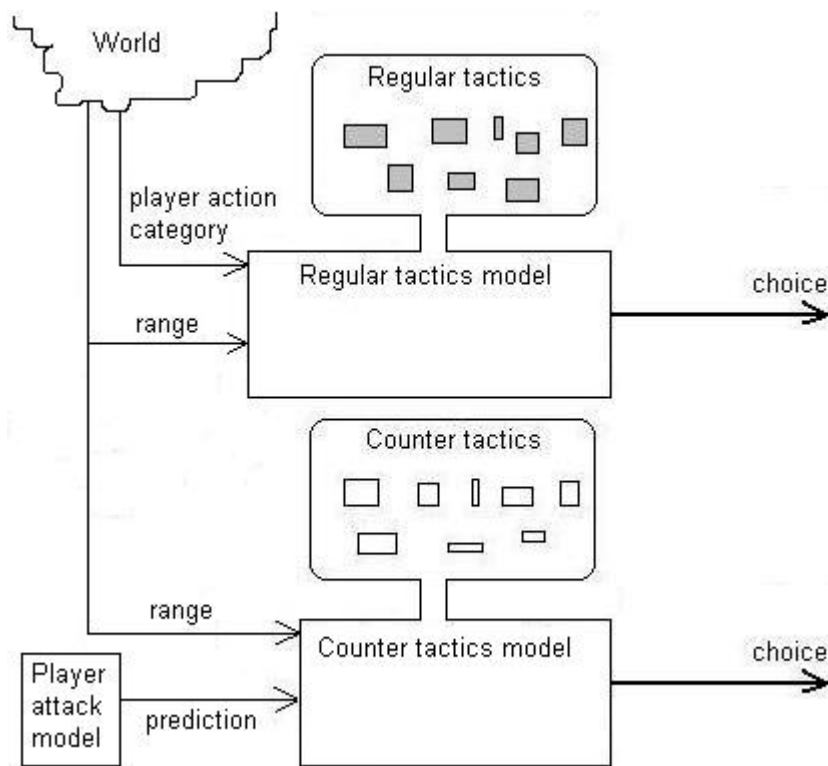 World
Regular tactics
player action
category
Regular tactics model
choice
range
Counter tactics
range
Counter tactics model
choice
Player
attack
model
prediction